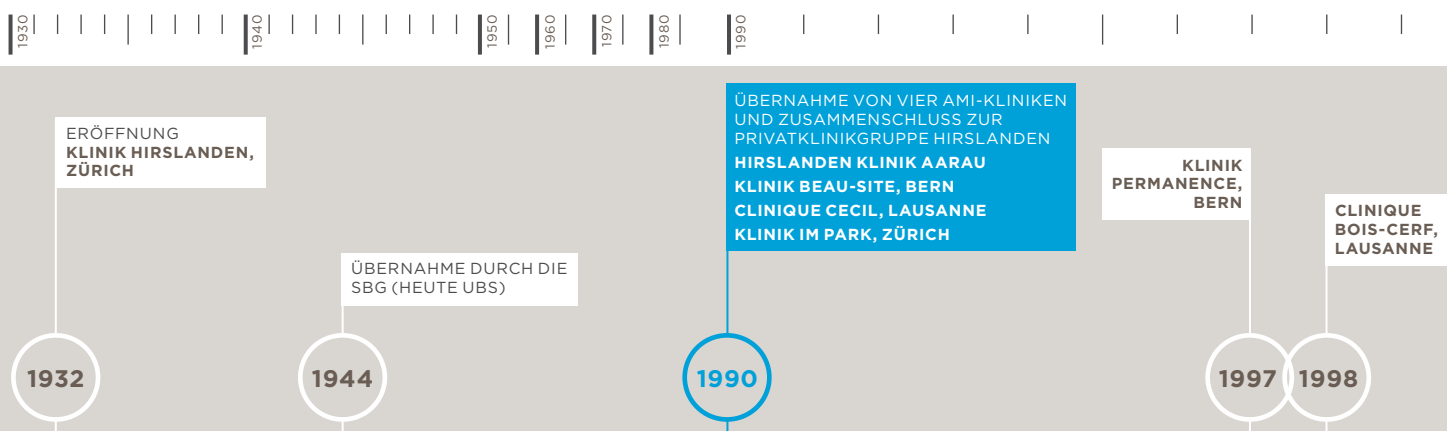 1930
1940
1950
1960
1970
1980
1990
ERÖFFNUNG
KLINIK HIRSLANDEN,
ZÜRICH
ÜBERNAHME DURCH DIE
SBG (HEUTE UBS)
ÜBERNAHME VON VIER AMI-KLINIKEN
UND ZUSAMMENSCHLUSS ZUR
PRIVATKLINIKGRUPPE HIRSLANDEN
HIRSLANDEN KLINIK AARAU
KLINIK BEAU-SITE, BERN
CLINIQUE CECIL, LAUSANNE
KLINIK IM PARK, ZÜRICH
KLINIK
PERMANENCE,
BERN
CLINIQUE
BOIS-CERF,
LAUSANNE
1932
1944
1990
1997
1998